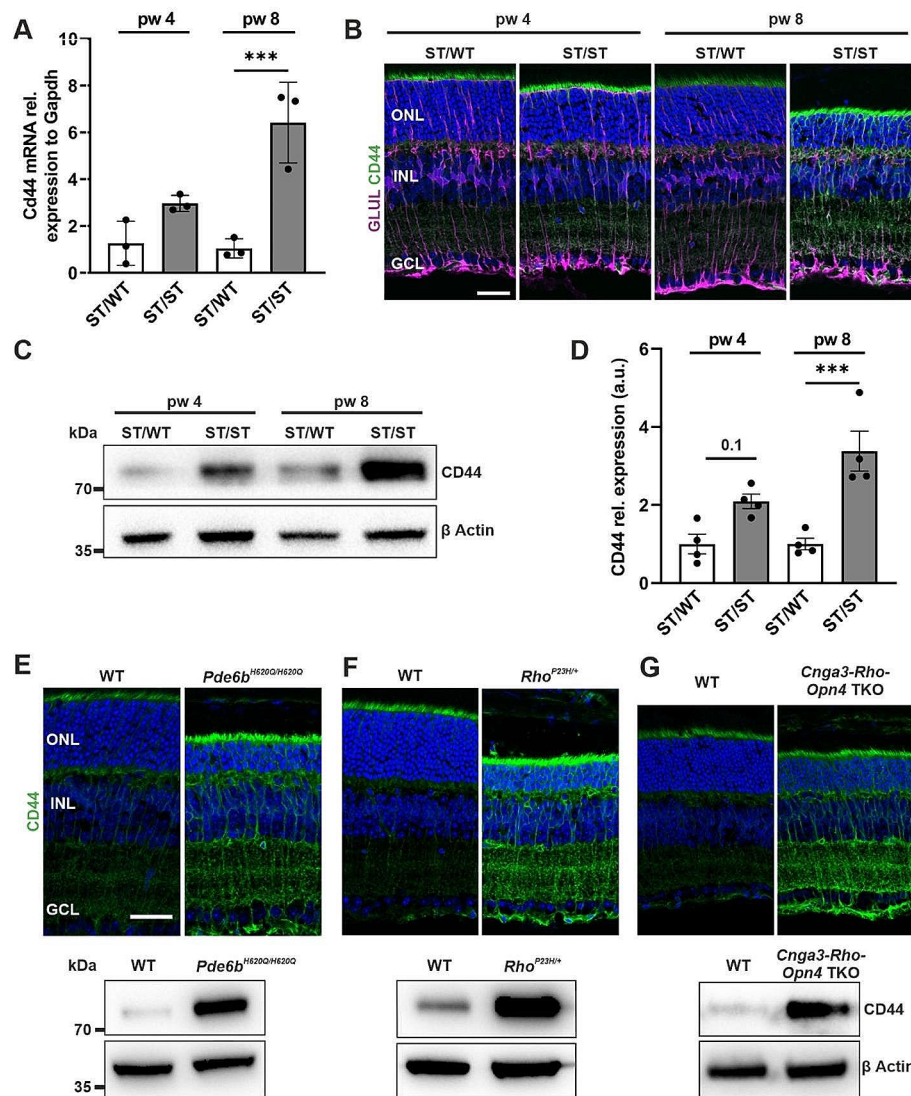 A
pw 4
pw 8
Cd44 mRNA rel.
expression to Gapdh
10
8
6
4
2
0
***
ST/WT
ST/ST
ST/WT
ST/ST
B
pw 4
pw 8
ST/WT
ST/ST
ST/WT
ST/ST
GLUL CD44
ONL
INL
GCL
C
pw 4
pw 8
kDa
ST/WT
ST/ST
ST/WT
ST/ST
70
CD44
35
β Actin
D
pw 4
pw 8
CD44 rel. expression (a.u.)
6
4
2
0
0.1
***
ST/WT
ST/ST
ST/WT
ST/ST
E
WT
Pde6b^H620Q/H620Q
CD44
ONL
INL
GCL
kDa
WT
Pde6b^H620Q/H620Q
70
35
F
WT
Rho^P23H/+
WT
Rho^P23H/+
G
WT
Cnga3-Rho-
Opn4 TKO
WT
Cnga3-Rho-
Opn4 TKO
CD44
β Actin